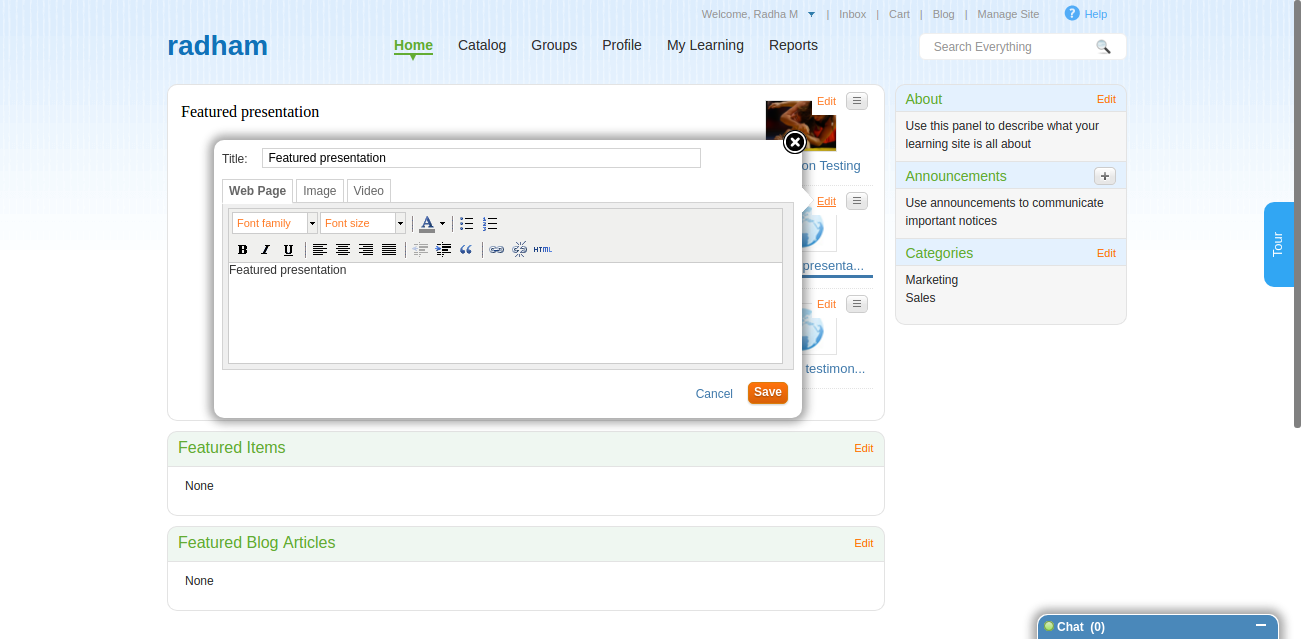 Welcome, Radha M | Inbox | Cart | Blog | Manage Site ? Help
radham
Home Catalog Groups Profile My Learning Reports
Search Everything
Featured presentation
Edit
on Testing
Edit
presenta...
Edit
testimon...
Title: Featured presentation
Web Page Image Video
Font family Font size A
B I U HTML
Featured presentation
Cancel Save
Featured Items Edit
None
Featured Blog Articles Edit
None
About Edit
Use this panel to describe what your
learning site is all about
Announcements +
Use announcements to communicate
important notices
Categories Edit
Marketing
Sales
Tour
Chat (0)